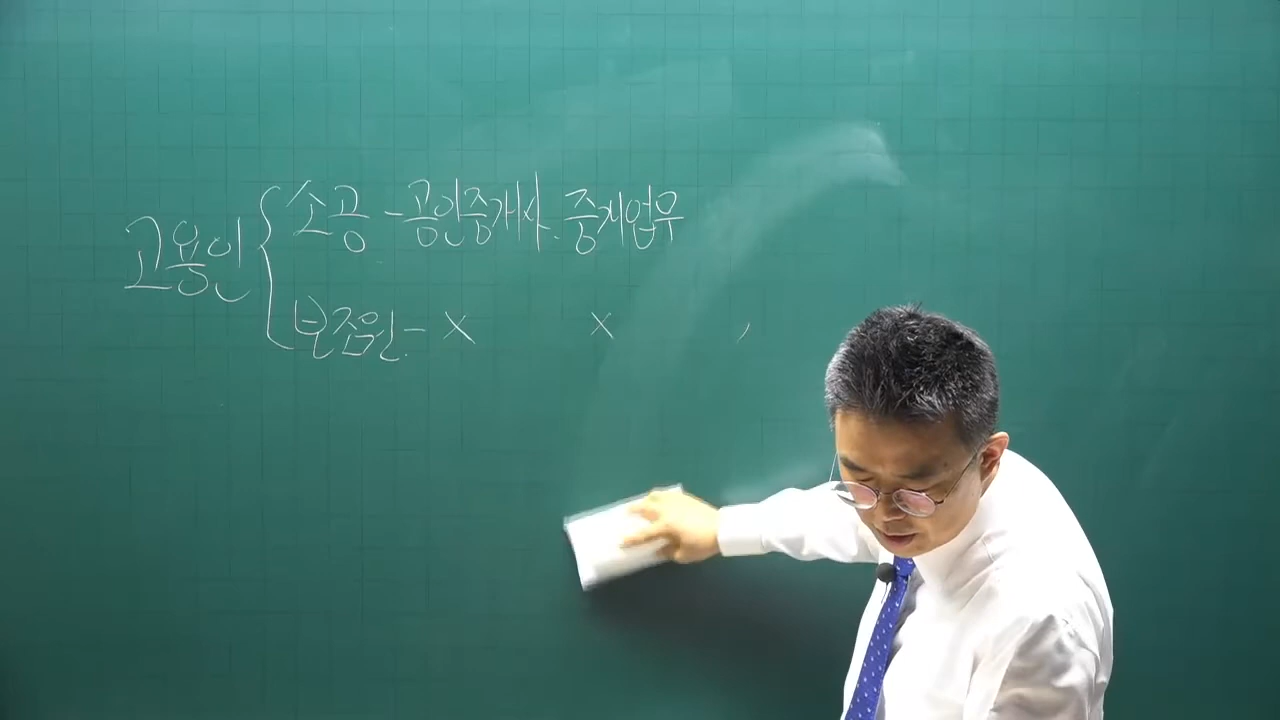 고용인
소공 - 공인중개사. 중개업무
보조원 - x x ,